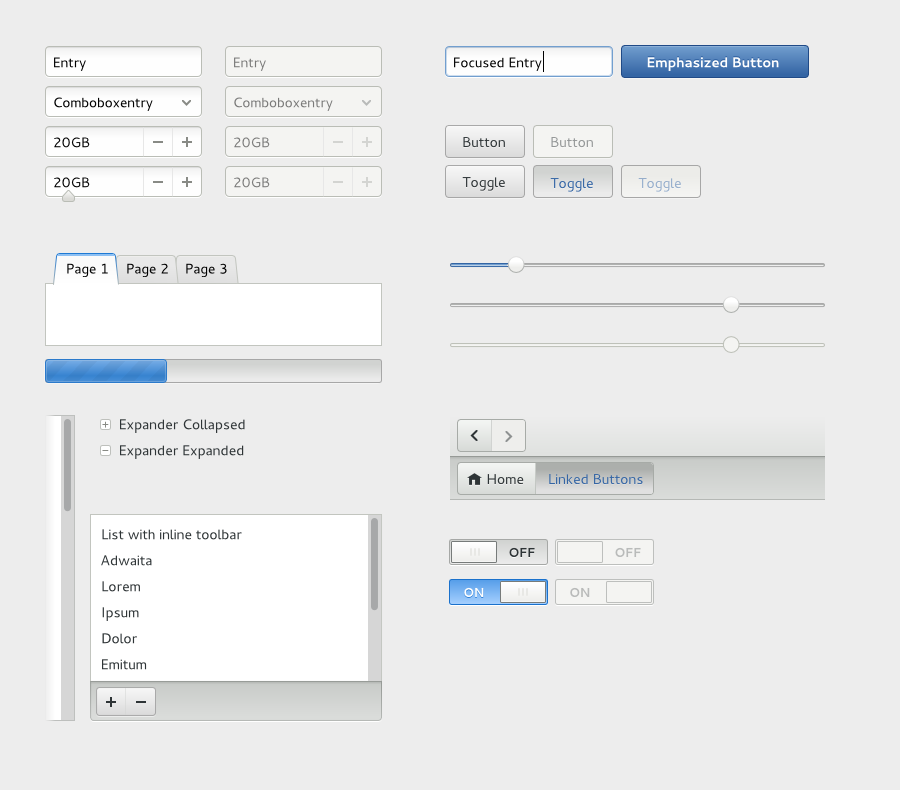 Entry
Entry
Focused Entry
Emphasized Button
Comboboxentry
Comboboxentry
20GB
20GB
Button
Button
20GB
20GB
Toggle
Toggle
Toggle
Page 1
Page 2
Page 3
Expander Collapsed
Expander Expanded
Home
Linked Buttons
List with inline toolbar
Adwaita
Lorem
Ipsum
Dolor
Emitum
OFF
OFF
ON
ON